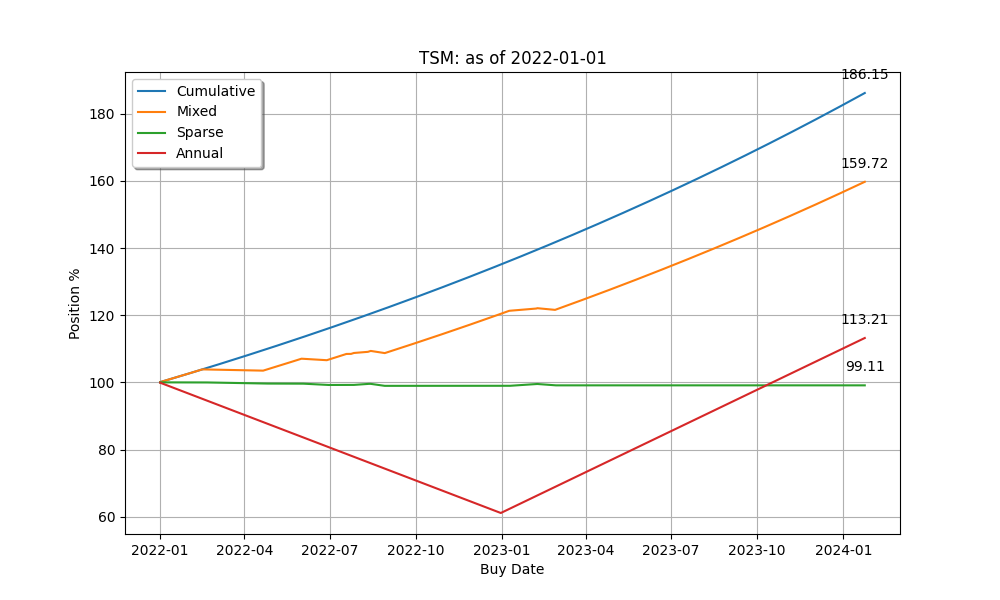 TSM: as of 2022-01-01
186.15
Cumulative
Mixed
Sparse
Annual
159.72
113.21
99.11
180
160
140
120
100
80
60
Position %
2022-01 2022-04 2022-07 2022-10 2023-01 2023-04 2023-07 2023-10 2024-01
Buy Date